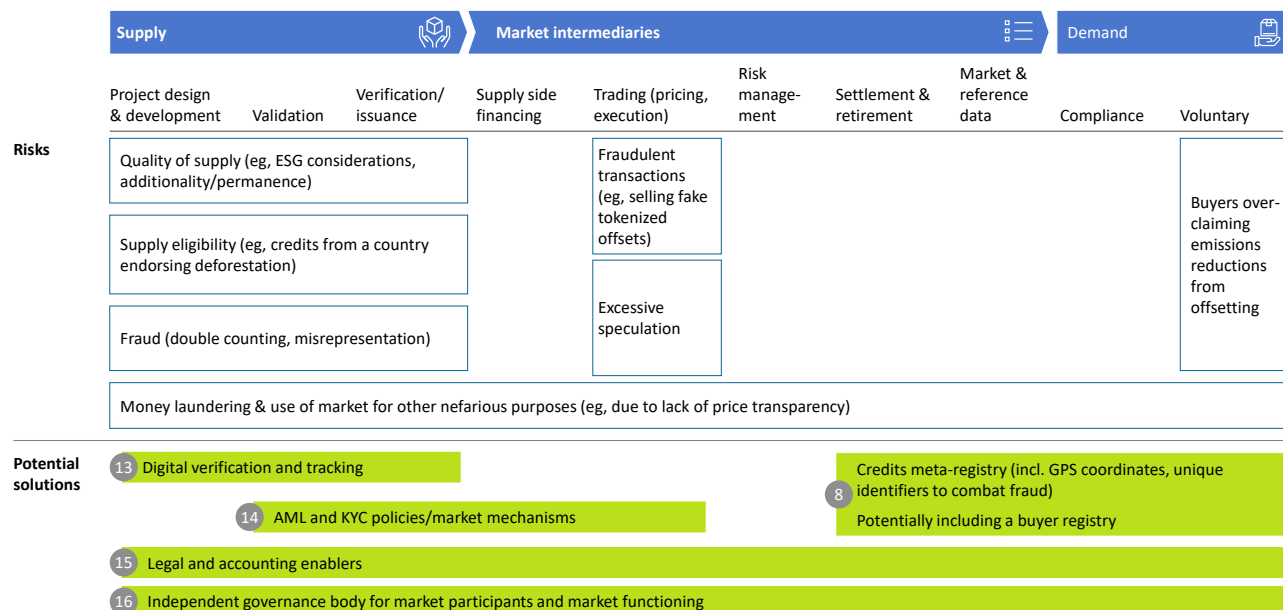 Supply
Market intermediaries
Demand
Project design
& development
Validation
Verification/
issuance
Supply side
financing
Trading (pricing,
execution)
Risk
manage-
ment
Settlement &
retirement
Market &
reference
data
Compliance
Voluntary
Risks
Quality of supply (eg, ESG considerations,
additionality/permanence)
Supply eligibility (eg, credits from a country
endorsing deforestation)
Fraud (double counting, misrepresentation)
Fraudulent
transactions
(eg, selling fake
tokenized
offsets)
Excessive
speculation
Buyers over-
claiming
emissions
reductions
from
offsetting
Money laundering & use of market for other nefarious purposes (eg, due to lack of price transparency)
Potential
solutions
13 Digital verification and tracking
14 AML and KYC policies/market mechanisms
8
Credits meta-registry (incl. GPS coordinates, unique
identifiers to combat fraud)
Potentially including a buyer registry
15 Legal and accounting enablers
16 Independent governance body for market participants and market functioning